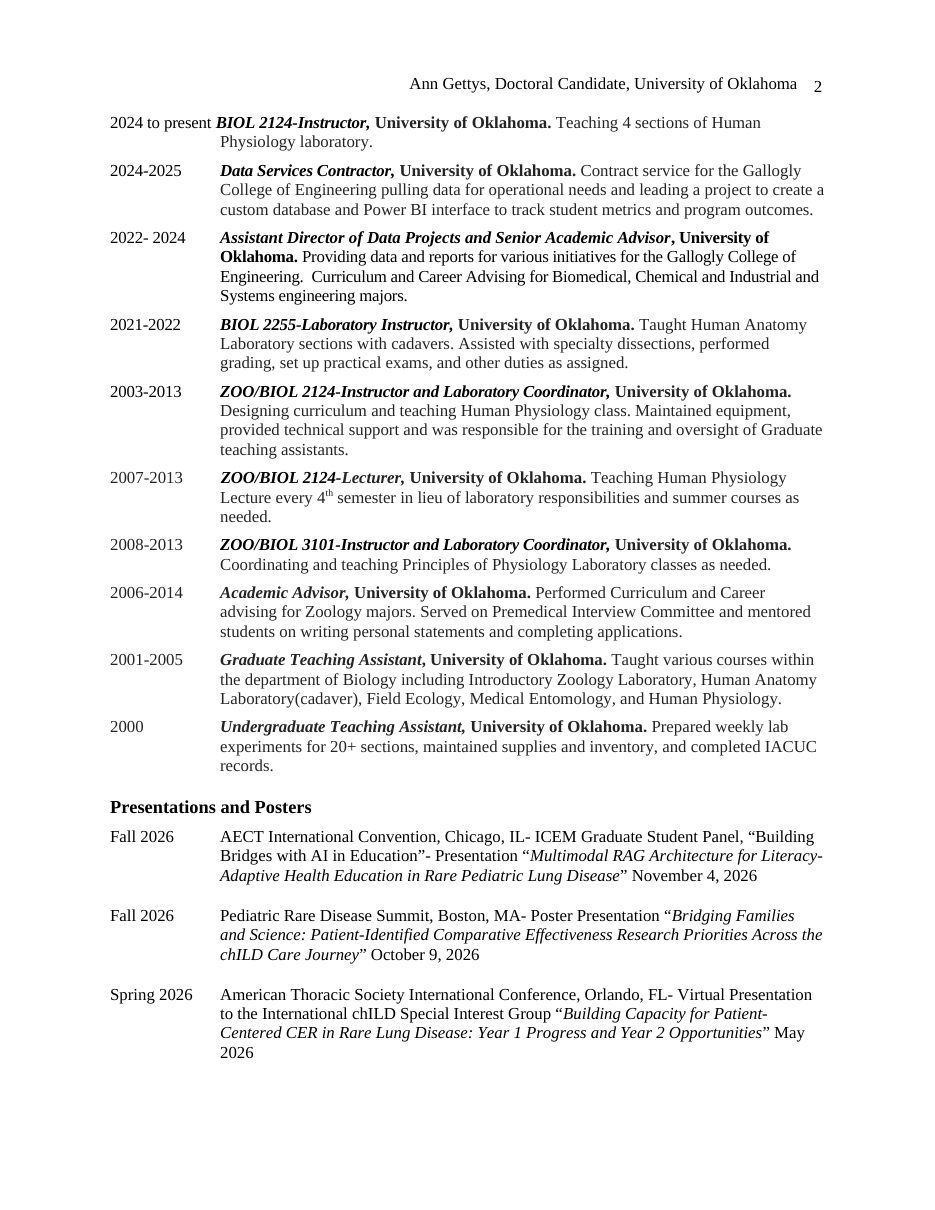 Ann Gettys, Doctoral Candidate, University of Oklahoma 2
2024 to present BIOL 2124-Instructor, University of Oklahoma. Teaching 4 sections of Human
Physiology laboratory.
2024-2025 Data Services Contractor, University of Oklahoma. Contract service for the Gallogly
College of Engineering pulling data for operational needs and leading a project to create a
custom database and Power BI interface to track student metrics and program outcomes.
2022- 2024 Assistant Director of Data Projects and Senior Academic Advisor, University of
Oklahoma. Providing data and reports for various initiatives for the Gallogly College of
Engineering. Curriculum and Career Advising for Biomedical, Chemical and Industrial and
Systems engineering majors.
2021-2022 BIOL 2255-Laboratory Instructor, University of Oklahoma. Taught Human Anatomy
Laboratory sections with cadavers. Assisted with specialty dissections, performed
grading, set up practical exams, and other duties as assigned.
2003-2013 ZOO/BIOL 2124-Instructor and Laboratory Coordinator, University of Oklahoma.
Designing curriculum and teaching Human Physiology class. Maintained equipment,
provided technical support and was responsible for the training and oversight of Graduate
teaching assistants.
2007-2013 ZOO/BIOL 2124-Lecturer, University of Oklahoma. Teaching Human Physiology
Lecture every 4th semester in lieu of laboratory responsibilities and summer courses as
needed.
2008-2013 ZOO/BIOL 3101-Instructor and Laboratory Coordinator, University of Oklahoma.
Coordinating and teaching Principles of Physiology Laboratory classes as needed.
2006-2014 Academic Advisor, University of Oklahoma. Performed Curriculum and Career
advising for Zoology majors. Served on Premedical Interview Committee and mentored
students on writing personal statements and completing applications.
2001-2005 Graduate Teaching Assistant, University of Oklahoma. Taught various courses within
the department of Biology including Introductory Zoology Laboratory, Human Anatomy
Laboratory(cadaver), Field Ecology, Medical Entomology, and Human Physiology.
2000 Undergraduate Teaching Assistant, University of Oklahoma. Prepared weekly lab
experiments for 20+ sections, maintained supplies and inventory, and completed IACUC
records.
Presentations and Posters
Fall 2026 AECT International Convention, Chicago, IL- ICEM Graduate Student Panel, “Building
Bridges with AI in Education”- Presentation “Multimodal RAG Architecture for Literacy-
Adaptive Health Education in Rare Pediatric Lung Disease” November 4, 2026
Fall 2026 Pediatric Rare Disease Summit, Boston, MA- Poster Presentation “Bridging Families
and Science: Patient-Identified Comparative Effectiveness Research Priorities Across the
chILD Care Journey” October 9, 2026
Spring 2026 American Thoracic Society International Conference, Orlando, FL- Virtual Presentation
to the International chILD Special Interest Group “Building Capacity for Patient-
Centered CER in Rare Lung Disease: Year 1 Progress and Year 2 Opportunities” May
2026